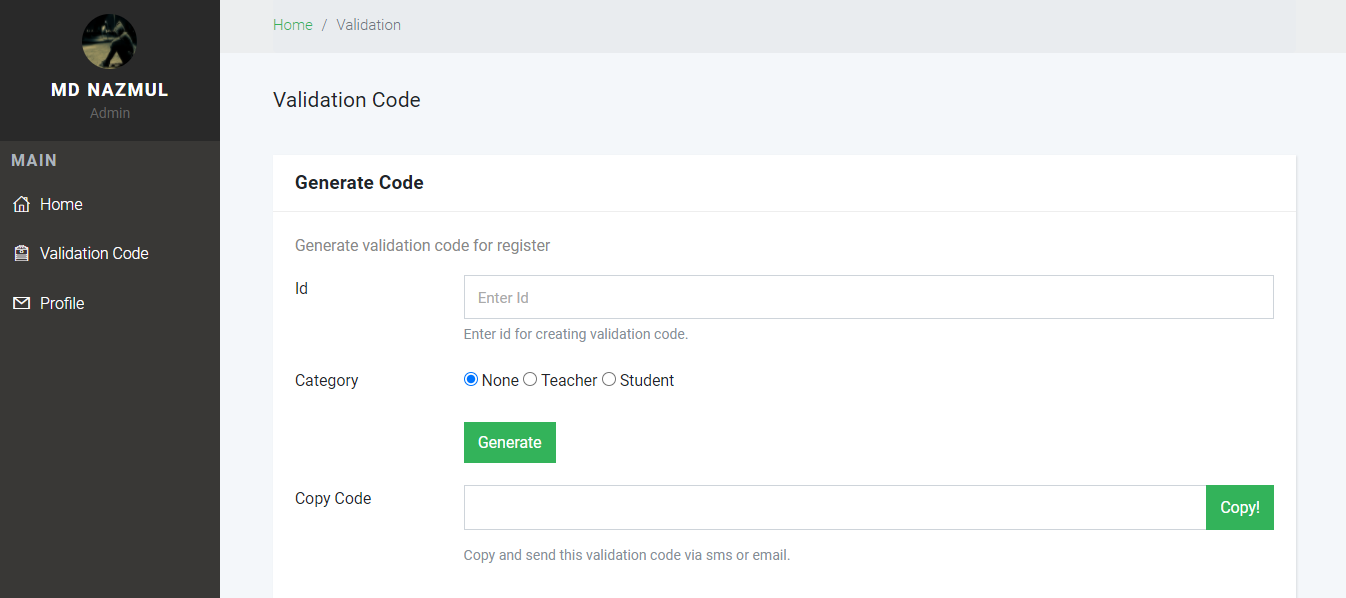 MD NAZMUL
Admin
MAIN
Home
Validation Code
Profile
Home / Validation
Validation Code
Generate Code
Generate validation code for register
Id
Enter Id
Enter id for creating validation code.
Category
None Teacher Student
Generate
Copy Code
Copy!
Copy and send this validation code via sms or email.